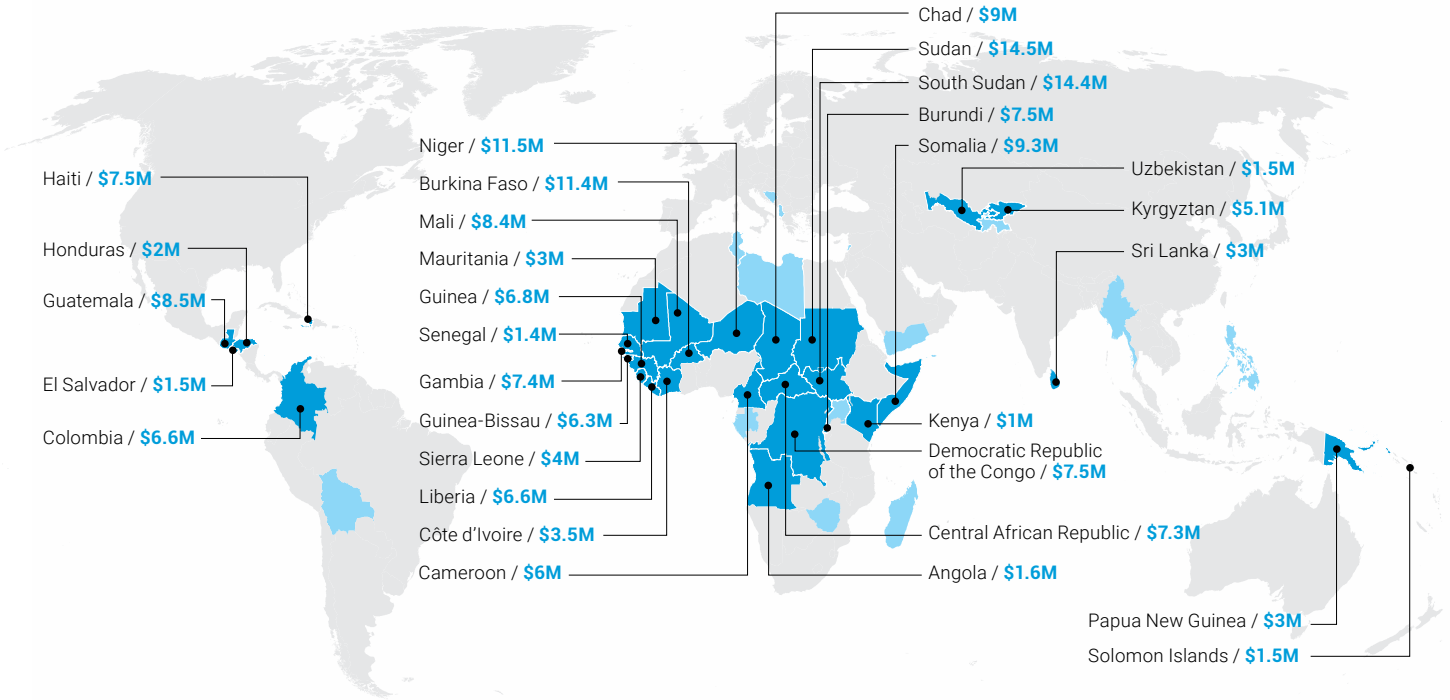 Haiti / $7.5M
Honduras / $2M
Guatemala / $8.5M
El Salvador / $1.5M
Colombia / $6.6M
Niger / $11.5M
Burkina Faso / $11.4M
Mali / $8.4M
Mauritania / $3M
Guinea / $6.8M
Senegal / $1.4M
Gambia / $7.4M
Guinea-Bissau / $6.3M
Sierra Leone / $4M
Liberia / $6.6M
Côte d’Ivoire / $3.5M
Cameroon / $6M
Chad / $9M
Sudan / $14.5M
South Sudan / $14.4M
Burundi / $7.5M
Somalia / $9.3M
Kenya / $1M
Democratic Republic
of the Congo / $7.5M
Central African Republic / $7.3M
Angola / $1.6M
Uzbekistan / $1.5M
Kyrgyztan / $5.1M
Sri Lanka / $3M
Papua New Guinea / $3M
Solomon Islands / $1.5M